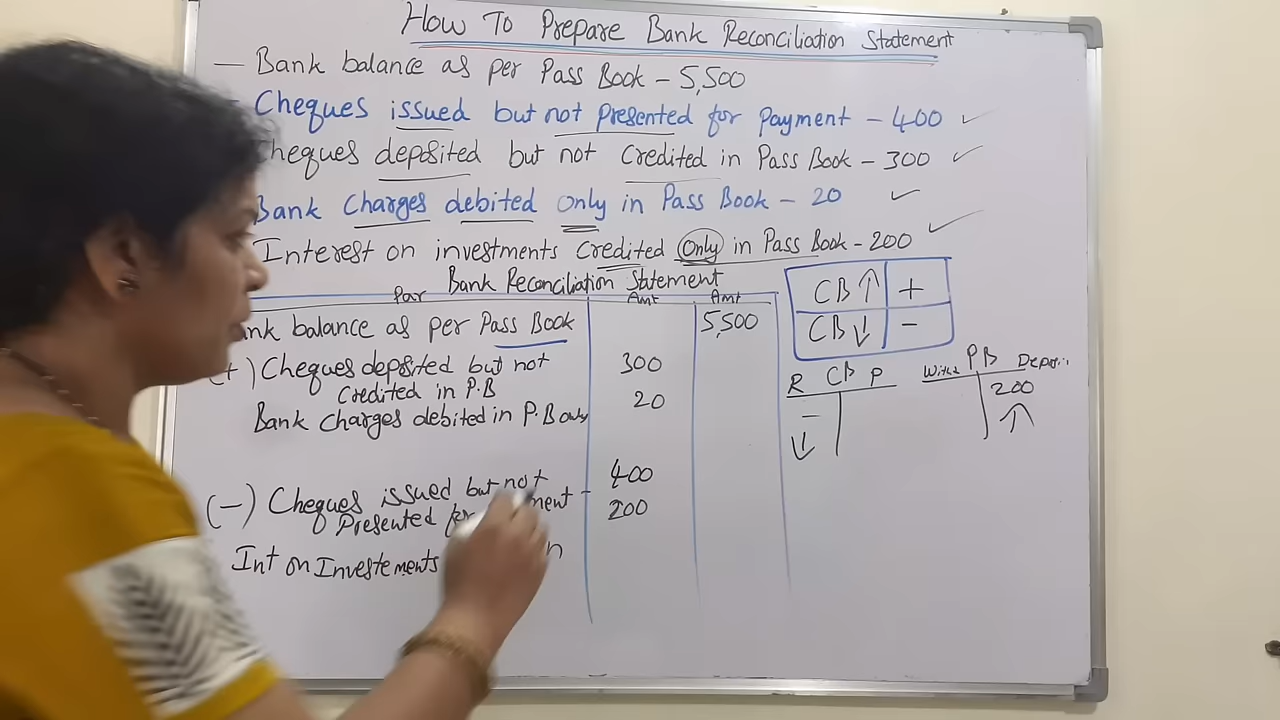 How To Prepare Bank Reconciliation Statement
— Bank balance as per Pass Book – 5,500
Cheques issued but not presented for payment – 400 ✓
Cheques deposited but not credited in Pass Book – 300 ✓
Bank Charges debited only in Pass Book – 20 ✓
Interest on investments credited only in Pass Book – 200 ✓
Bank Reconciliation Statement
Par Amt Amt
Bank balance as per Pass Book 5,500
(+) Cheques deposited but not 300
Credited in P.B
Bank Charges debited in P.B only 20
(−) Cheques issued but not 400
Presented for 200
Int on Investements
CB ↑ +
CB ↓ −
R CB P
−
↓
PB
200
↑